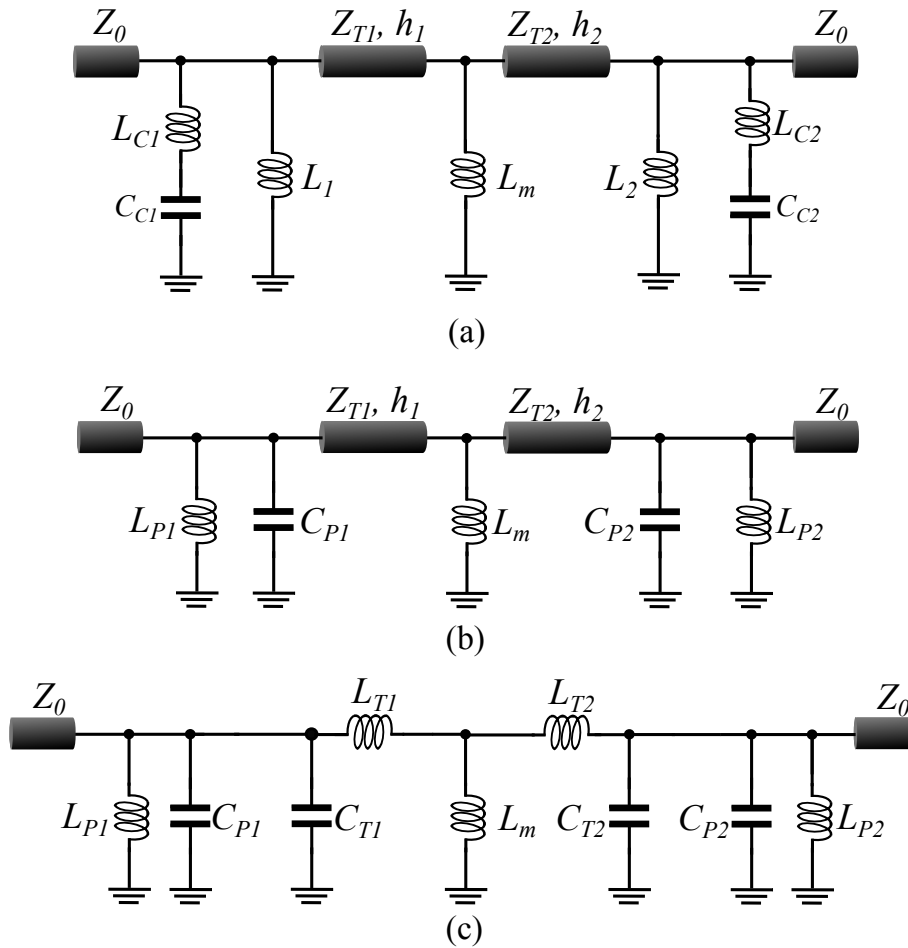 Z0 ZT1, h1 ZT2, h2 Z0
LC1 LC2
CC1 L1 Lm L2 CC2
(a)
Z0 ZT1, h1 ZT2, h2 Z0
LP1 CP1 Lm CP2 LP2
(b)
LT1 LT2
Z0 Z0
LP1 CP1 CT1 Lm CT2 CP2 LP2
(c)